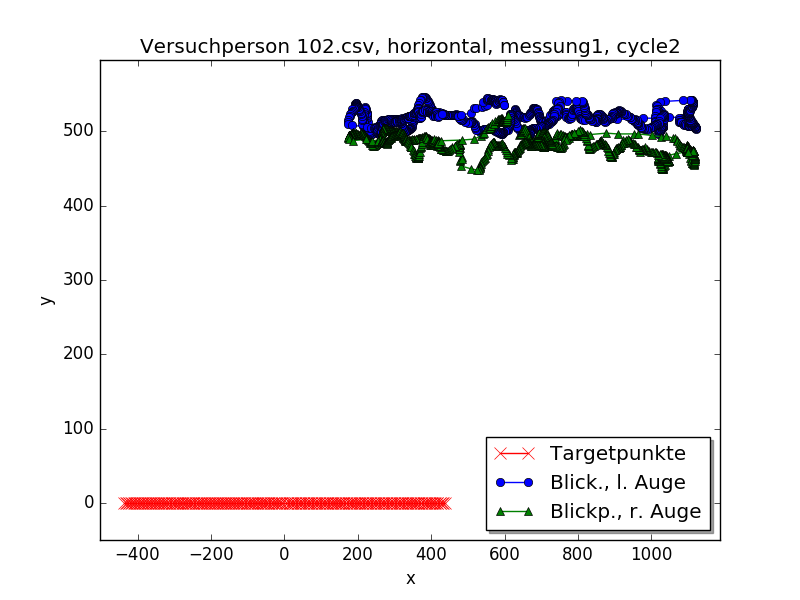 Versuchperson 102.csv, horizontal, messung1, cycle2
y
500
400
300
200
100
0
−400 −200 0 200 400 600 800 1000
x
Targetpunkte
Blick., l. Auge
Blickp., r. Auge